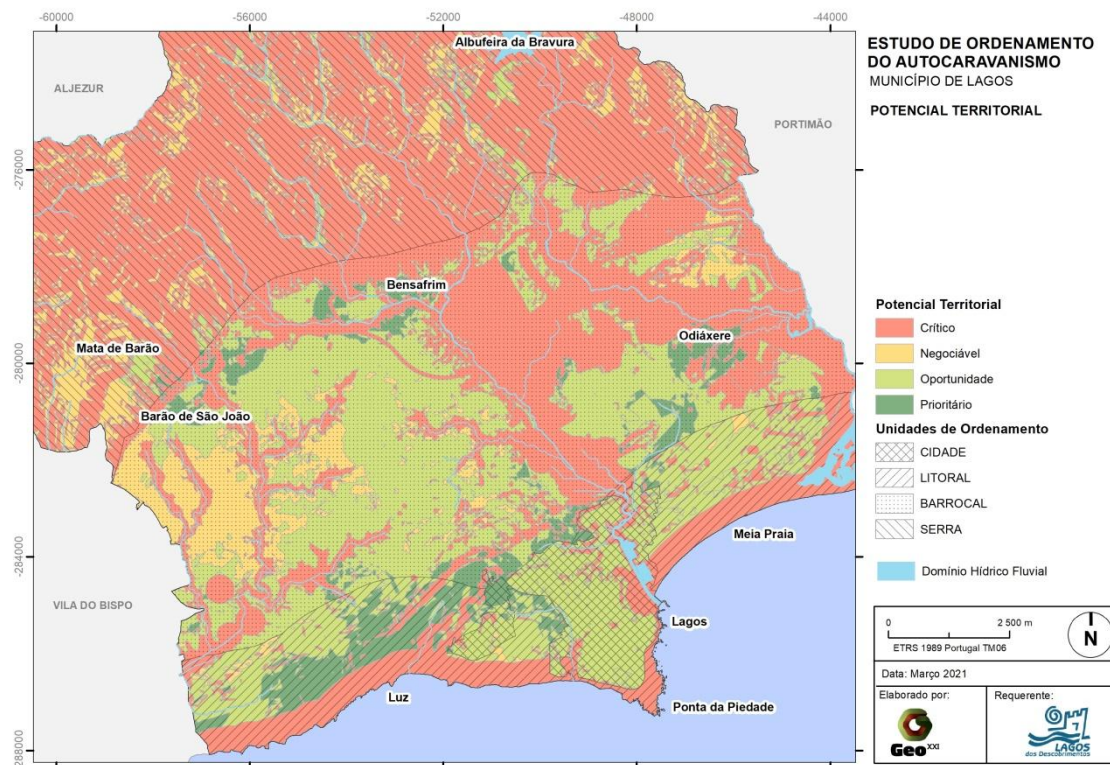 -60000
-56000
-52000
-48000
-44000
-276000
-280000
-284000
-288000
Albufeira da Bravura
ALJEZUR
PORTIMÃO
Bensafrim
Odiáxere
Mata de Barão
Barão de São João
Meia Praia
VILA DO BISPO
Lagos
Luz
Ponta da Piedade
ESTUDO DE ORDENAMENTO
DO AUTOCARAVANISMO
MUNICÍPIO DE LAGOS
POTENCIAL TERRITORIAL
Potencial Territorial
Crítico
Negociável
Oportunidade
Prioritário
Unidades de Ordenamento
CIDADE
LITORAL
BARROCAL
SERRA
Domínio Hídrico Fluvial
0 2 500 m
ETRS 1989 Portugal TM06
N
Data: Março 2021
Elaborado por:
Geo XXI
Requerente:
LAGOS
dos Descobrimentos